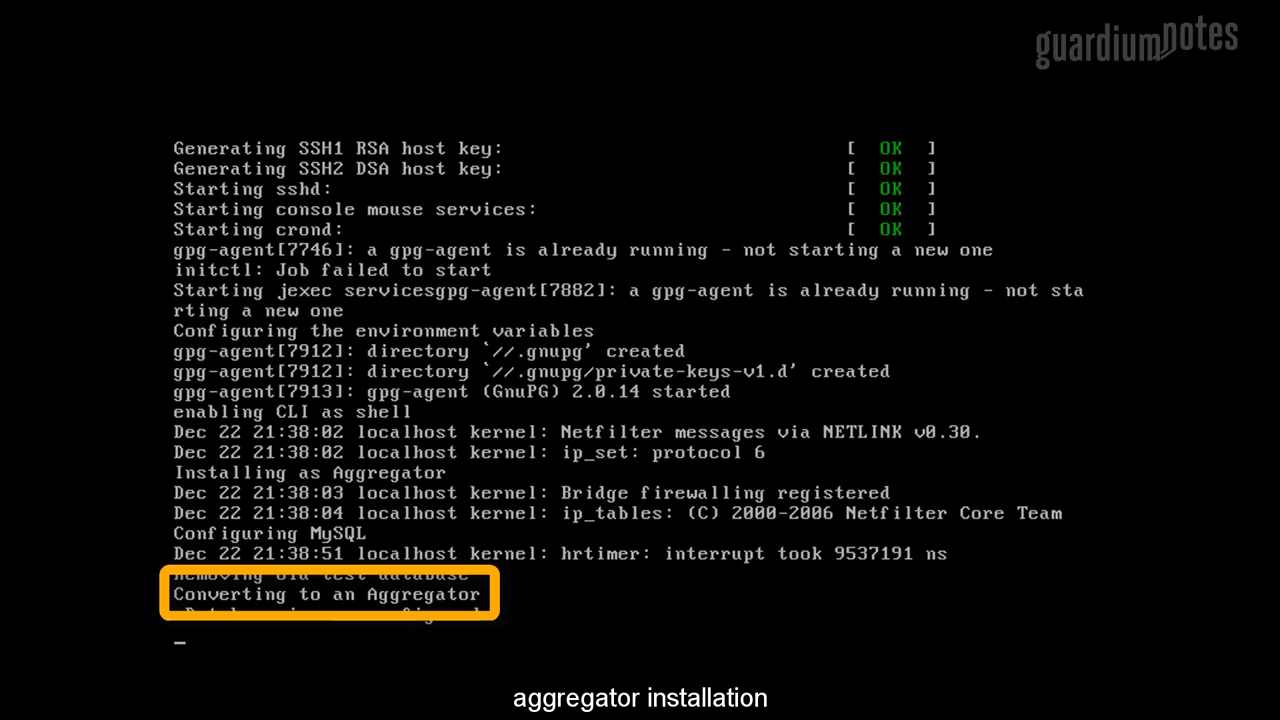 guardiumnotes
Generating SSH1 RSA host key: [ OK ]
Generating SSH2 DSA host key: [ OK ]
Starting sshd: [ OK ]
Starting console mouse services: [ OK ]
Starting crond: [ OK ]
gpg-agent[7746]: a gpg-agent is already running - not starting a new one
initctl: Job failed to start
Starting jexec servicesgpg-agent[7882]: a gpg-agent is already running - not sta
rting a new one
Configuring the environment variables
gpg-agent[7912]: directory `//.gnupg' created
gpg-agent[7912]: directory `//.gnupg/private-keys-v1.d' created
gpg-agent[7913]: gpg-agent (GnuPG) 2.0.14 started
enabling CLI as shell
Dec 22 21:38:02 localhost kernel: Netfilter messages via NETLINK v0.30.
Dec 22 21:38:02 localhost kernel: ip_set: protocol 6
Installing as Aggregator
Dec 22 21:38:03 localhost kernel: Bridge firewalling registered
Dec 22 21:38:04 localhost kernel: ip_tables: (C) 2000-2006 Netfilter Core Team
Configuring MySQL
Dec 22 21:38:51 localhost kernel: hrtimer: interrupt took 9537191 ns
Removing old test database
Converting to an Aggregator
aggregator installation